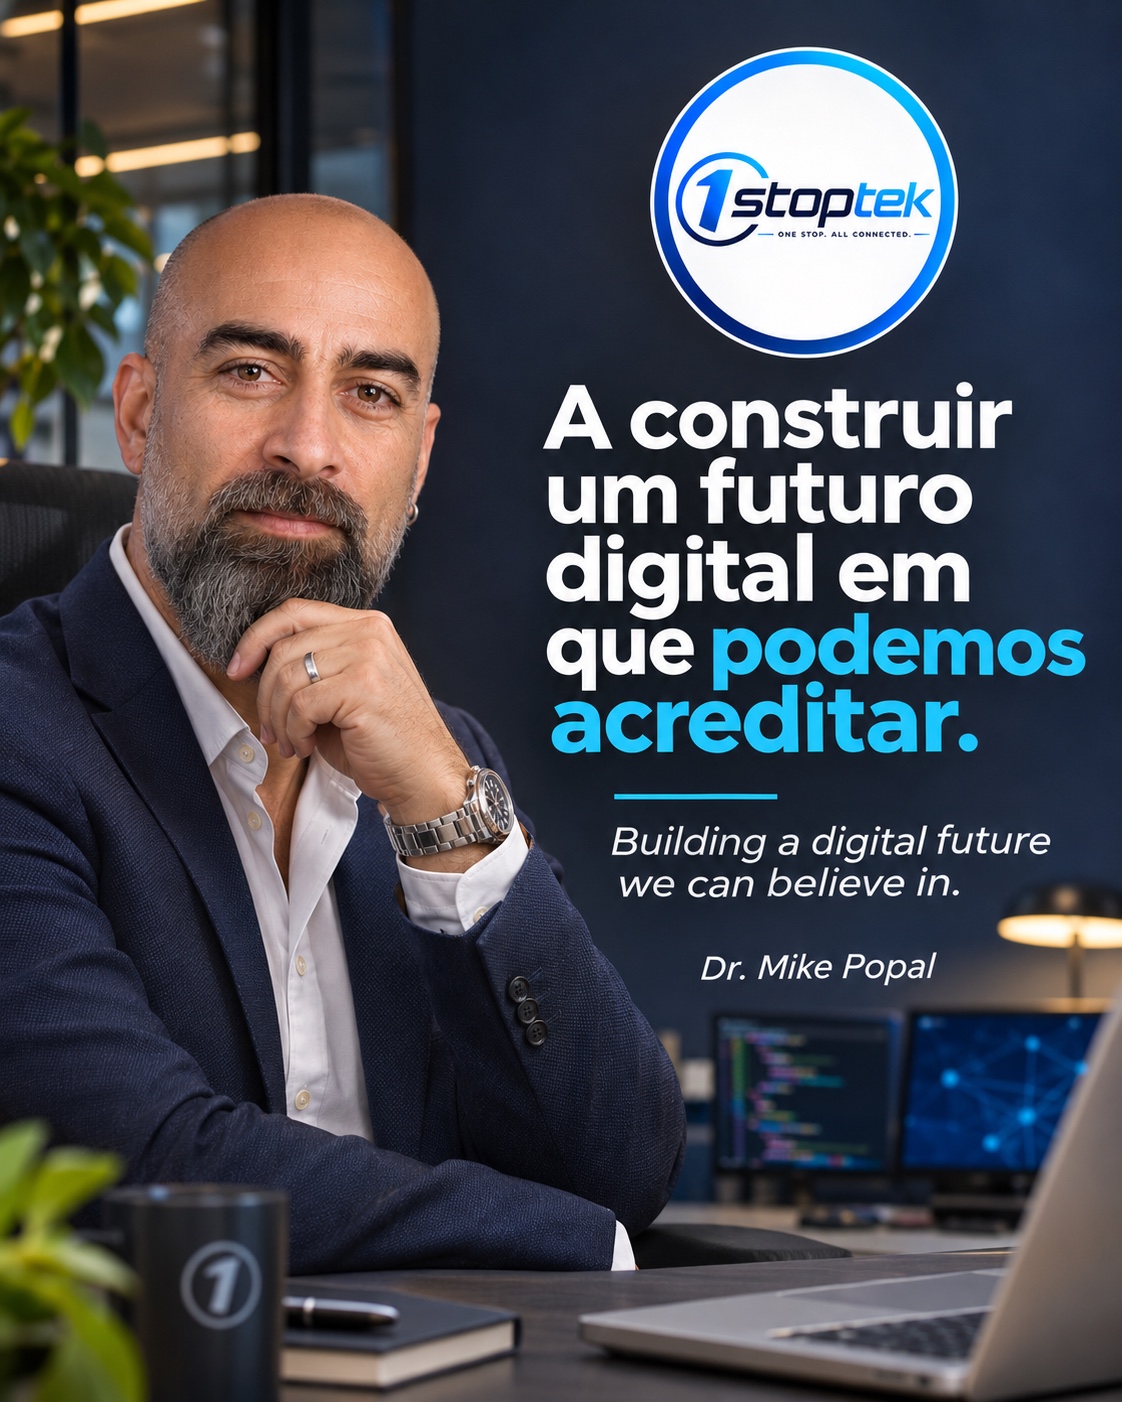 1stoptek
ONE STOP. ALL CONNECTED.
A construir
um futuro
digital em
que podemos
acreditar.
Building a digital future
we can believe in.
Dr. Mike Popal
1